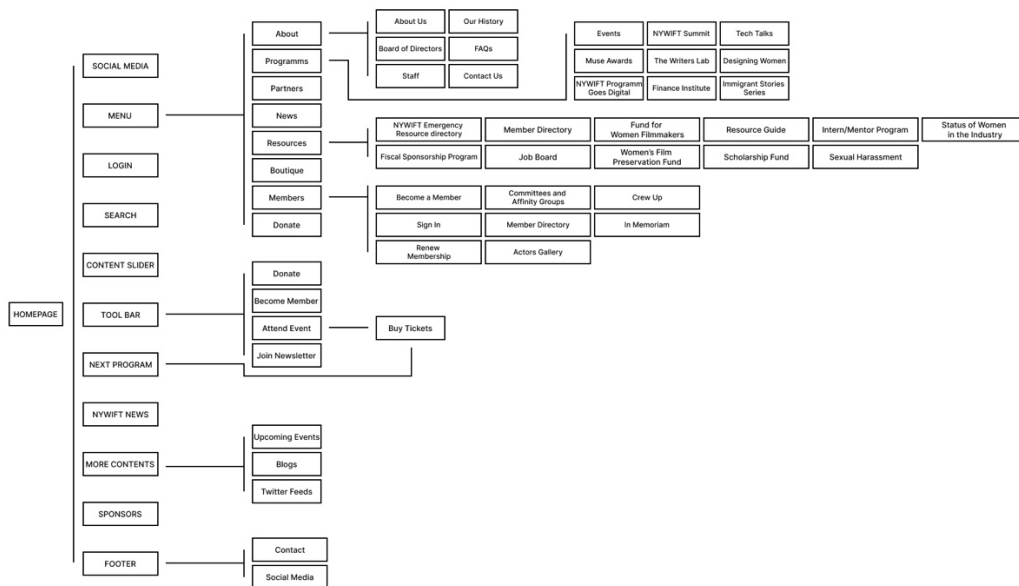 HOMEPAGE
SOCIAL MEDIA
MENU
LOGIN
SEARCH
CONTENT SLIDER
TOOL BAR
NEXT PROGRAM
NYWIFT NEWS
MORE CONTENTS
SPONSORS
FOOTER
About
Programms
Partners
News
Resources
Boutique
Members
Donate
About Us
Our History
Board of Directors
FAQs
Staff
Contact Us
Events
NYWIFT Summit
Tech Talks
Muse Awards
The Writers Lab
Designing Women
NYWIFT Programm
Goes Digital
Finance Institute
Immigrant Stories
Series
NYWIFT Emergency
Resource directory
Member Directory
Fund for
Women Filmmakers
Resource Guide
Intern/Mentor Program
Status of Women
in the Industry
Fiscal Sponsorship Program
Job Board
Women's Film
Preservation Fund
Scholarship Fund
Sexual Harassment
Become a Member
Committees and
Affinity Groups
Crew Up
Sign In
Member Directory
In Memoriam
Renew
Membership
Actors Gallery
Donate
Become Member
Attend Event
Join Newsletter
Buy Tickets
Upcoming Events
Blogs
Twitter Feeds
Contact
Social Media